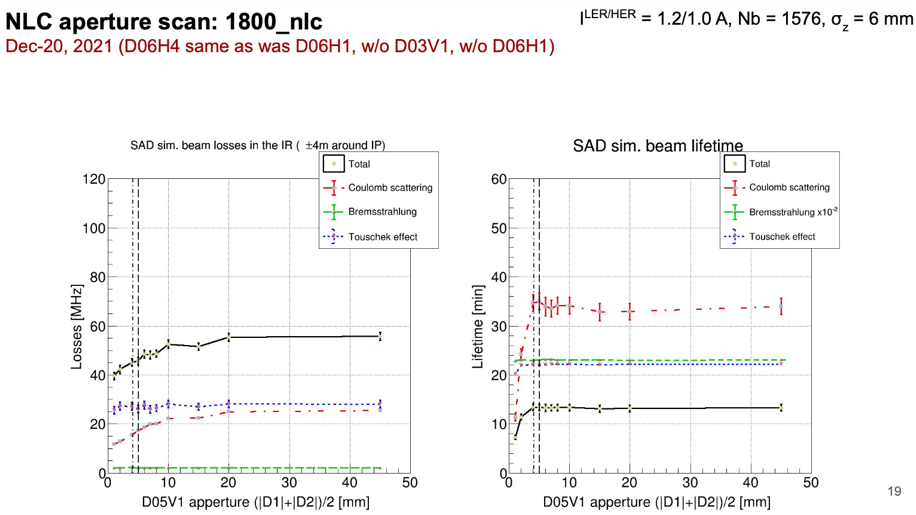 NLC aperture scan: 1800_nlc
I^LER/HER = 1.2/1.0 A, Nb = 1576, σ_z = 6 mm
Dec-20, 2021 (D06H4 same as was D06H1, w/o D03V1, w/o D06H1)
SAD sim. beam losses in the IR ( ±4m around IP)
Total
Coulomb scattering
Bremsstrahlung
Touschek effect
Losses [MHz]
120
100
80
60
40
20
0
0 10 20 30 40 50
D05V1 apperture (|D1|+|D2|)/2 [mm]
SAD sim. beam lifetime
Total
Coulomb scattering
Bremsstrahlung x10^-2
Touschek effect
Lifetime [min]
60
50
40
30
20
10
0
0 10 20 30 40 50
D05V1 apperture (|D1|+|D2|)/2 [mm]
19